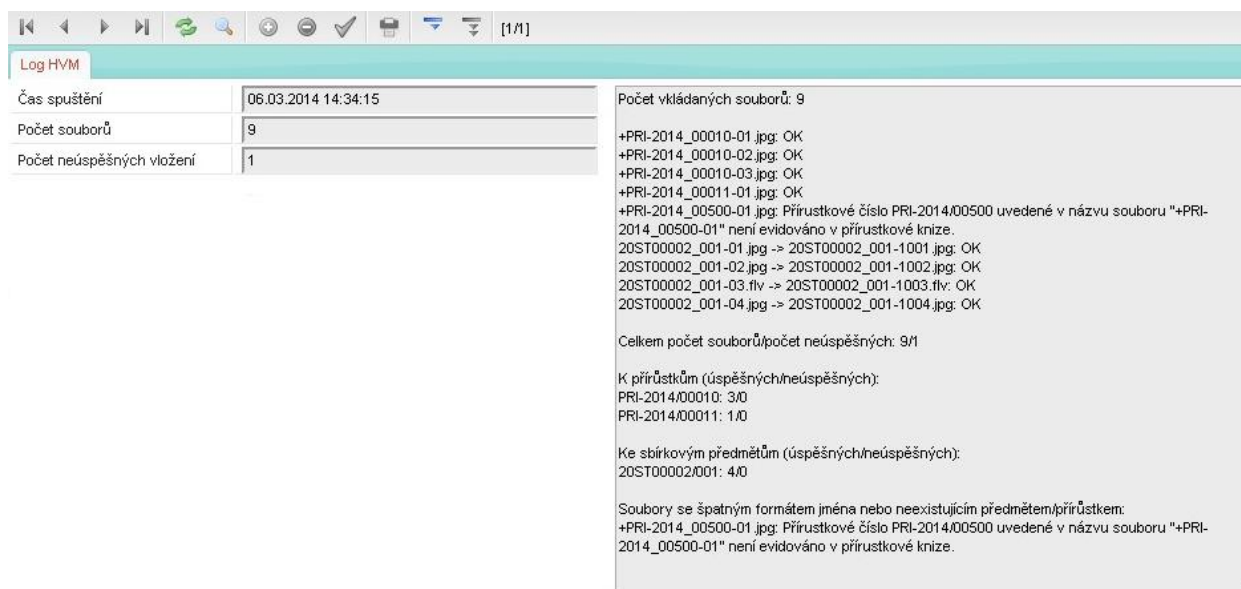 [1/1]
Log HVM
Čas spuštění 06.03.2014 14:34:15
Počet souborů 9
Počet neúspěšných vložení 1
Počet vkládaných souborů: 9
+PRI-2014_00010-01.jpg: OK
+PRI-2014_00010-02.jpg: OK
+PRI-2014_00010-03.jpg: OK
+PRI-2014_00011-01.jpg: OK
+PRI-2014_00500-01.jpg: Přírustkové číslo PRI-2014/00500 uvedené v názvu souboru "+PRI-
2014_00500-01" není evidováno v přírustkové knize.
20ST00002_001-01.jpg -> 20ST00002_001-1001.jpg: OK
20ST00002_001-02.jpg -> 20ST00002_001-1002.jpg: OK
20ST00002_001-03.flv -> 20ST00002_001-1003.flv: OK
20ST00002_001-04.jpg -> 20ST00002_001-1004.jpg: OK
Celkem počet souborů/počet neúspěšných: 9/1
K přírůstkům (úspěšných/neúspěšných):
PRI-2014/00010: 3/0
PRI-2014/00011: 1/0
Ke sbírkovým předmětům (úspěšných/neúspěšných):
20ST00002/001: 4/0
Soubory se špatným formátem jména nebo neexistujícím předmětem/přírůstkem:
+PRI-2014_00500-01.jpg: Přírustkové číslo PRI-2014/00500 uvedené v názvu souboru "+PRI-
2014_00500-01" není evidováno v přírustkové knize.